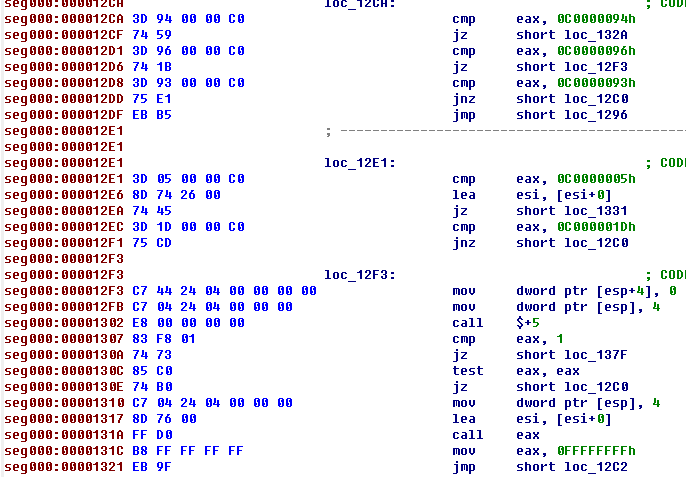 seg000:000012CA loc_12CA: ; CODE
seg000:000012CA 3D 94 00 00 C0 cmp eax, 0C0000094h
seg000:000012CF 74 59 jz short loc_132A
seg000:000012D1 3D 96 00 00 C0 cmp eax, 0C0000096h
seg000:000012D6 74 1B jz short loc_12F3
seg000:000012D8 3D 93 00 00 C0 cmp eax, 0C0000093h
seg000:000012DD 75 E1 jnz short loc_12C0
seg000:000012DF EB B5 jmp short loc_1296
seg000:000012E1 ; ---------------------------------------------
seg000:000012E1
seg000:000012E1 loc_12E1: ; CODE
seg000:000012E1 3D 05 00 00 C0 cmp eax, 0C0000005h
seg000:000012E6 8D 74 26 00 lea esi, [esi+0]
seg000:000012EA 74 45 jz short loc_1331
seg000:000012EC 3D 1D 00 00 C0 cmp eax, 0C000001Dh
seg000:000012F1 75 CD jnz short loc_12C0
seg000:000012F3
seg000:000012F3 loc_12F3: ; CODE
seg000:000012F3 C7 44 24 04 00 00 00 00 mov dword ptr [esp+4], 0
seg000:000012FB C7 04 24 04 00 00 00 mov dword ptr [esp], 4
seg000:00001302 E8 00 00 00 00 call $+5
seg000:00001307 83 F8 01 cmp eax, 1
seg000:0000130A 74 73 jz short loc_137F
seg000:0000130C 85 C0 test eax, eax
seg000:0000130E 74 B0 jz short loc_12C0
seg000:00001310 C7 04 24 04 00 00 00 mov dword ptr [esp], 4
seg000:00001317 8D 76 00 lea esi, [esi+0]
seg000:0000131A FF D0 call eax
seg000:0000131C B8 FF FF FF FF mov eax, 0FFFFFFFFh
seg000:00001321 EB 9F jmp short loc_12C2